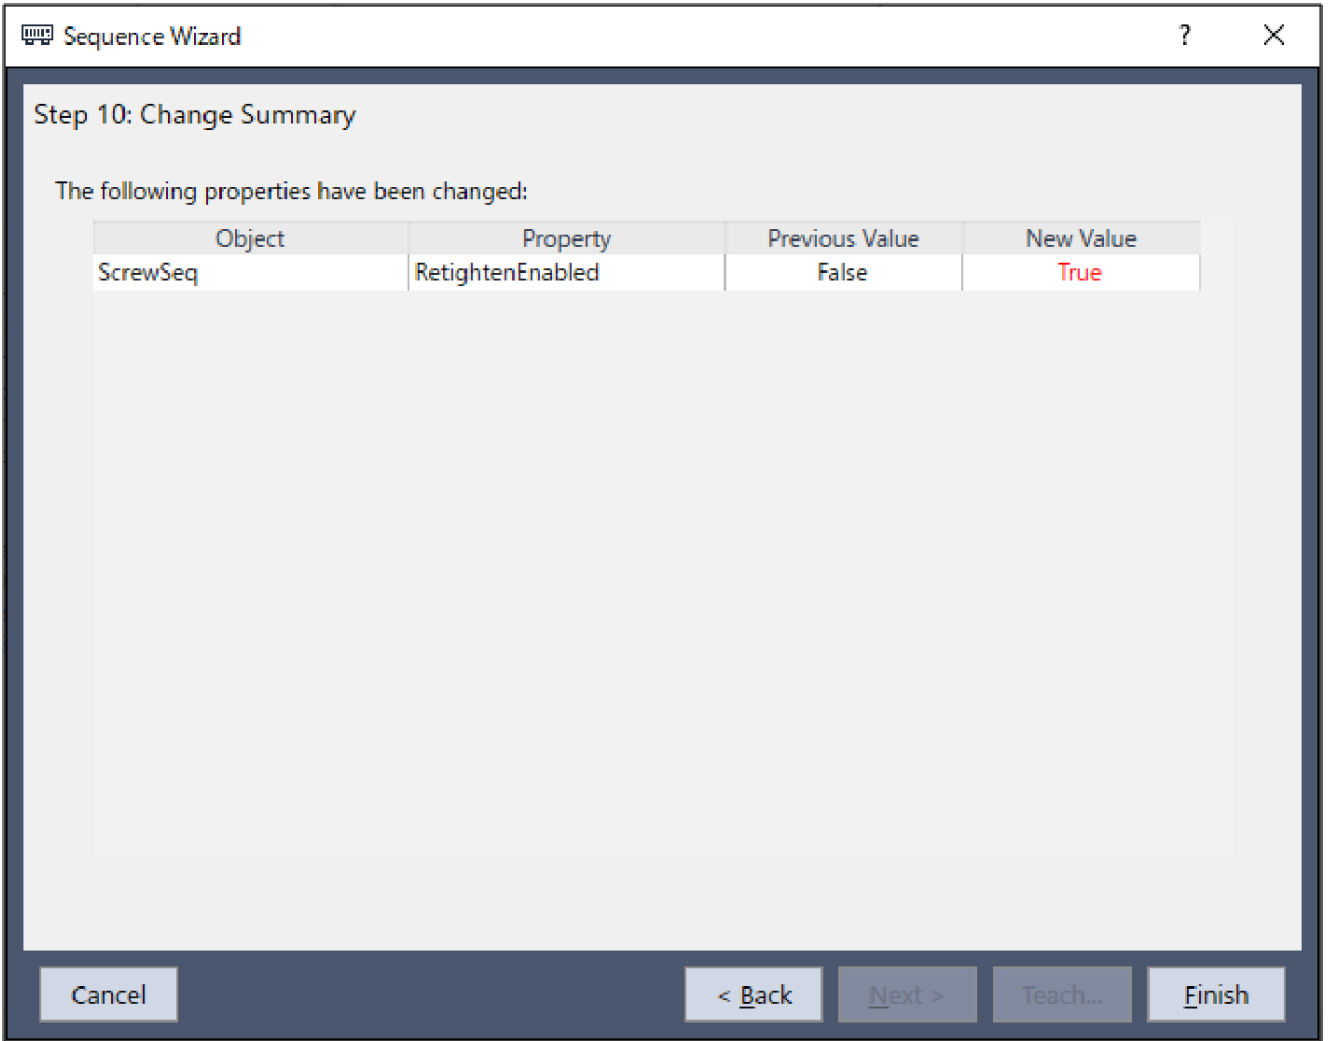 Sequence Wizard ?
Step 10: Change Summary
The following properties have been changed:
Object Property Previous Value New Value
ScrewSeq RetightenEnabled False True
Cancel < Back Next > Teach... Finish